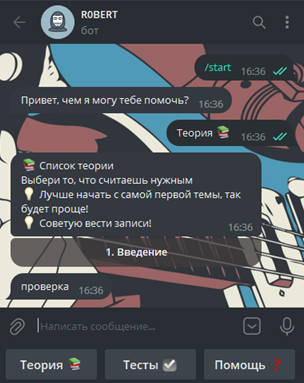 R0BERT
бот
/start
16:36
Привет, чем я могу тебе помочь?
16:36
Теория 📚
16:36
📚 Список теории
Выбери то, что считаешь нужным
💡 Лучше начать с самой первой темы, так
будет проще!
💡 Советую вести записи!
16:36
1. Введение
проверка
16:36
Написать сообщение...
Теория 📚
Тесты ☑️
Помощь ❓